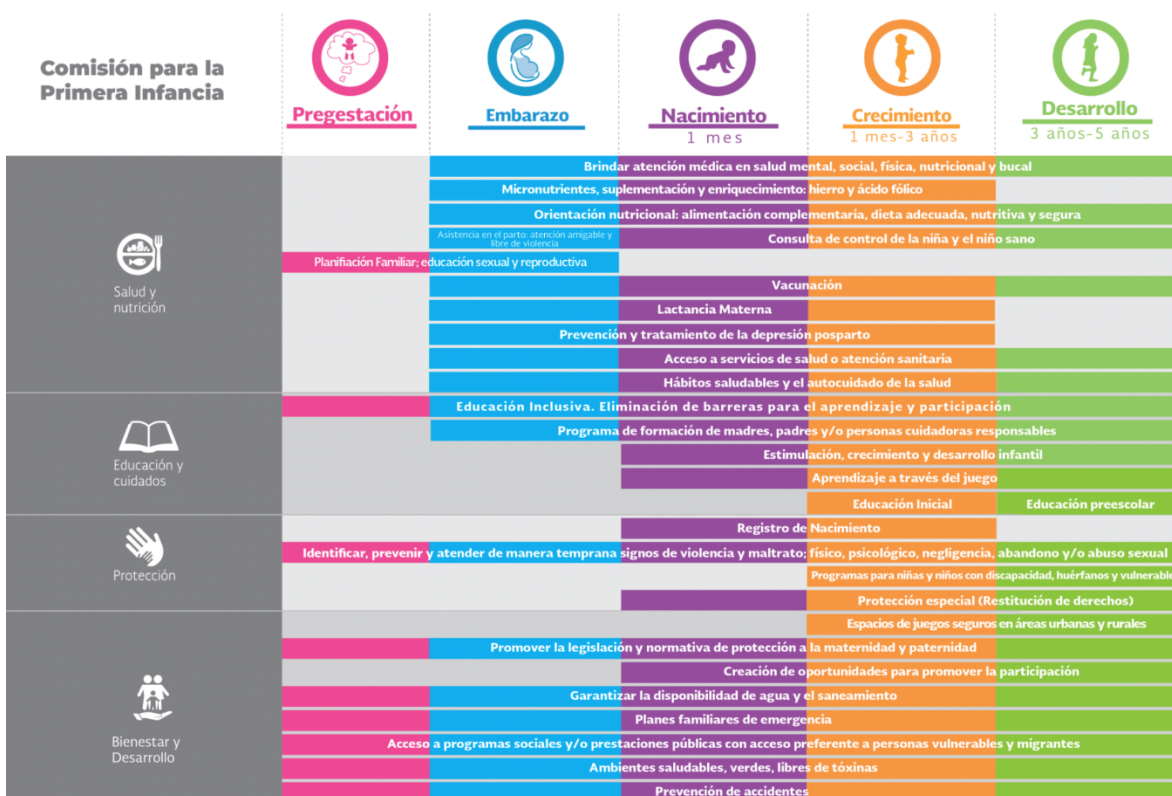 Comisión para la
Primera Infancia
Pregestación
Embarazo
Nacimiento
1 mes
Crecimiento
1 mes-3 años
Desarrollo
3 años-5 años
Salud y
nutrición
Brindar atención médica en salud mental, social, física, nutricional y bucal
Micronutrientes, suplementación y enriquecimiento: hierro y ácido fólico
Orientación nutricional: alimentación complementaria, dieta adecuada, nutritiva y segura
Asistencia en el parto: atención amigable y
libre de violencia
Consulta de control de la niña y el niño sano
Planifiación Familiar; educación sexual y reproductiva
Vacunación
Lactancia Materna
Prevención y tratamiento de la depresión posparto
Acceso a servicios de salud o atención sanitaria
Hábitos saludables y el autocuidado de la salud
Educación y
cuidados
Educación Inclusiva. Eliminación de barreras para el aprendizaje y participación
Programa de formación de madres, padres y/o personas cuidadoras responsables
Estimulación, crecimiento y desarrollo infantil
Aprendizaje a través del juego
Educación Inicial
Educación preescolar
Protección
Registro de Nacimiento
Identificar, prevenir y atender de manera temprana signos de violencia y maltrato; físico, psicológico, negligencia, abandono y/o abuso sexual
Programas para niñas y niños con discapacidad, huérfanos y vulnerable
Protección especial (Restitución de derechos)
Bienestar y
Desarrollo
Espacios de juegos seguros en áreas urbanas y rurales
Promover la legislación y normativa de protección a la maternidad y paternidad
Creación de oportunidades para promover la participación
Garantizar la disponibilidad de agua y el saneamiento
Planes familiares de emergencia
Acceso a programas sociales y/o prestaciones públicas con acceso preferente a personas vulnerables y migrantes
Ambientes saludables, verdes, libres de tóxinas
Prevención de accidentes